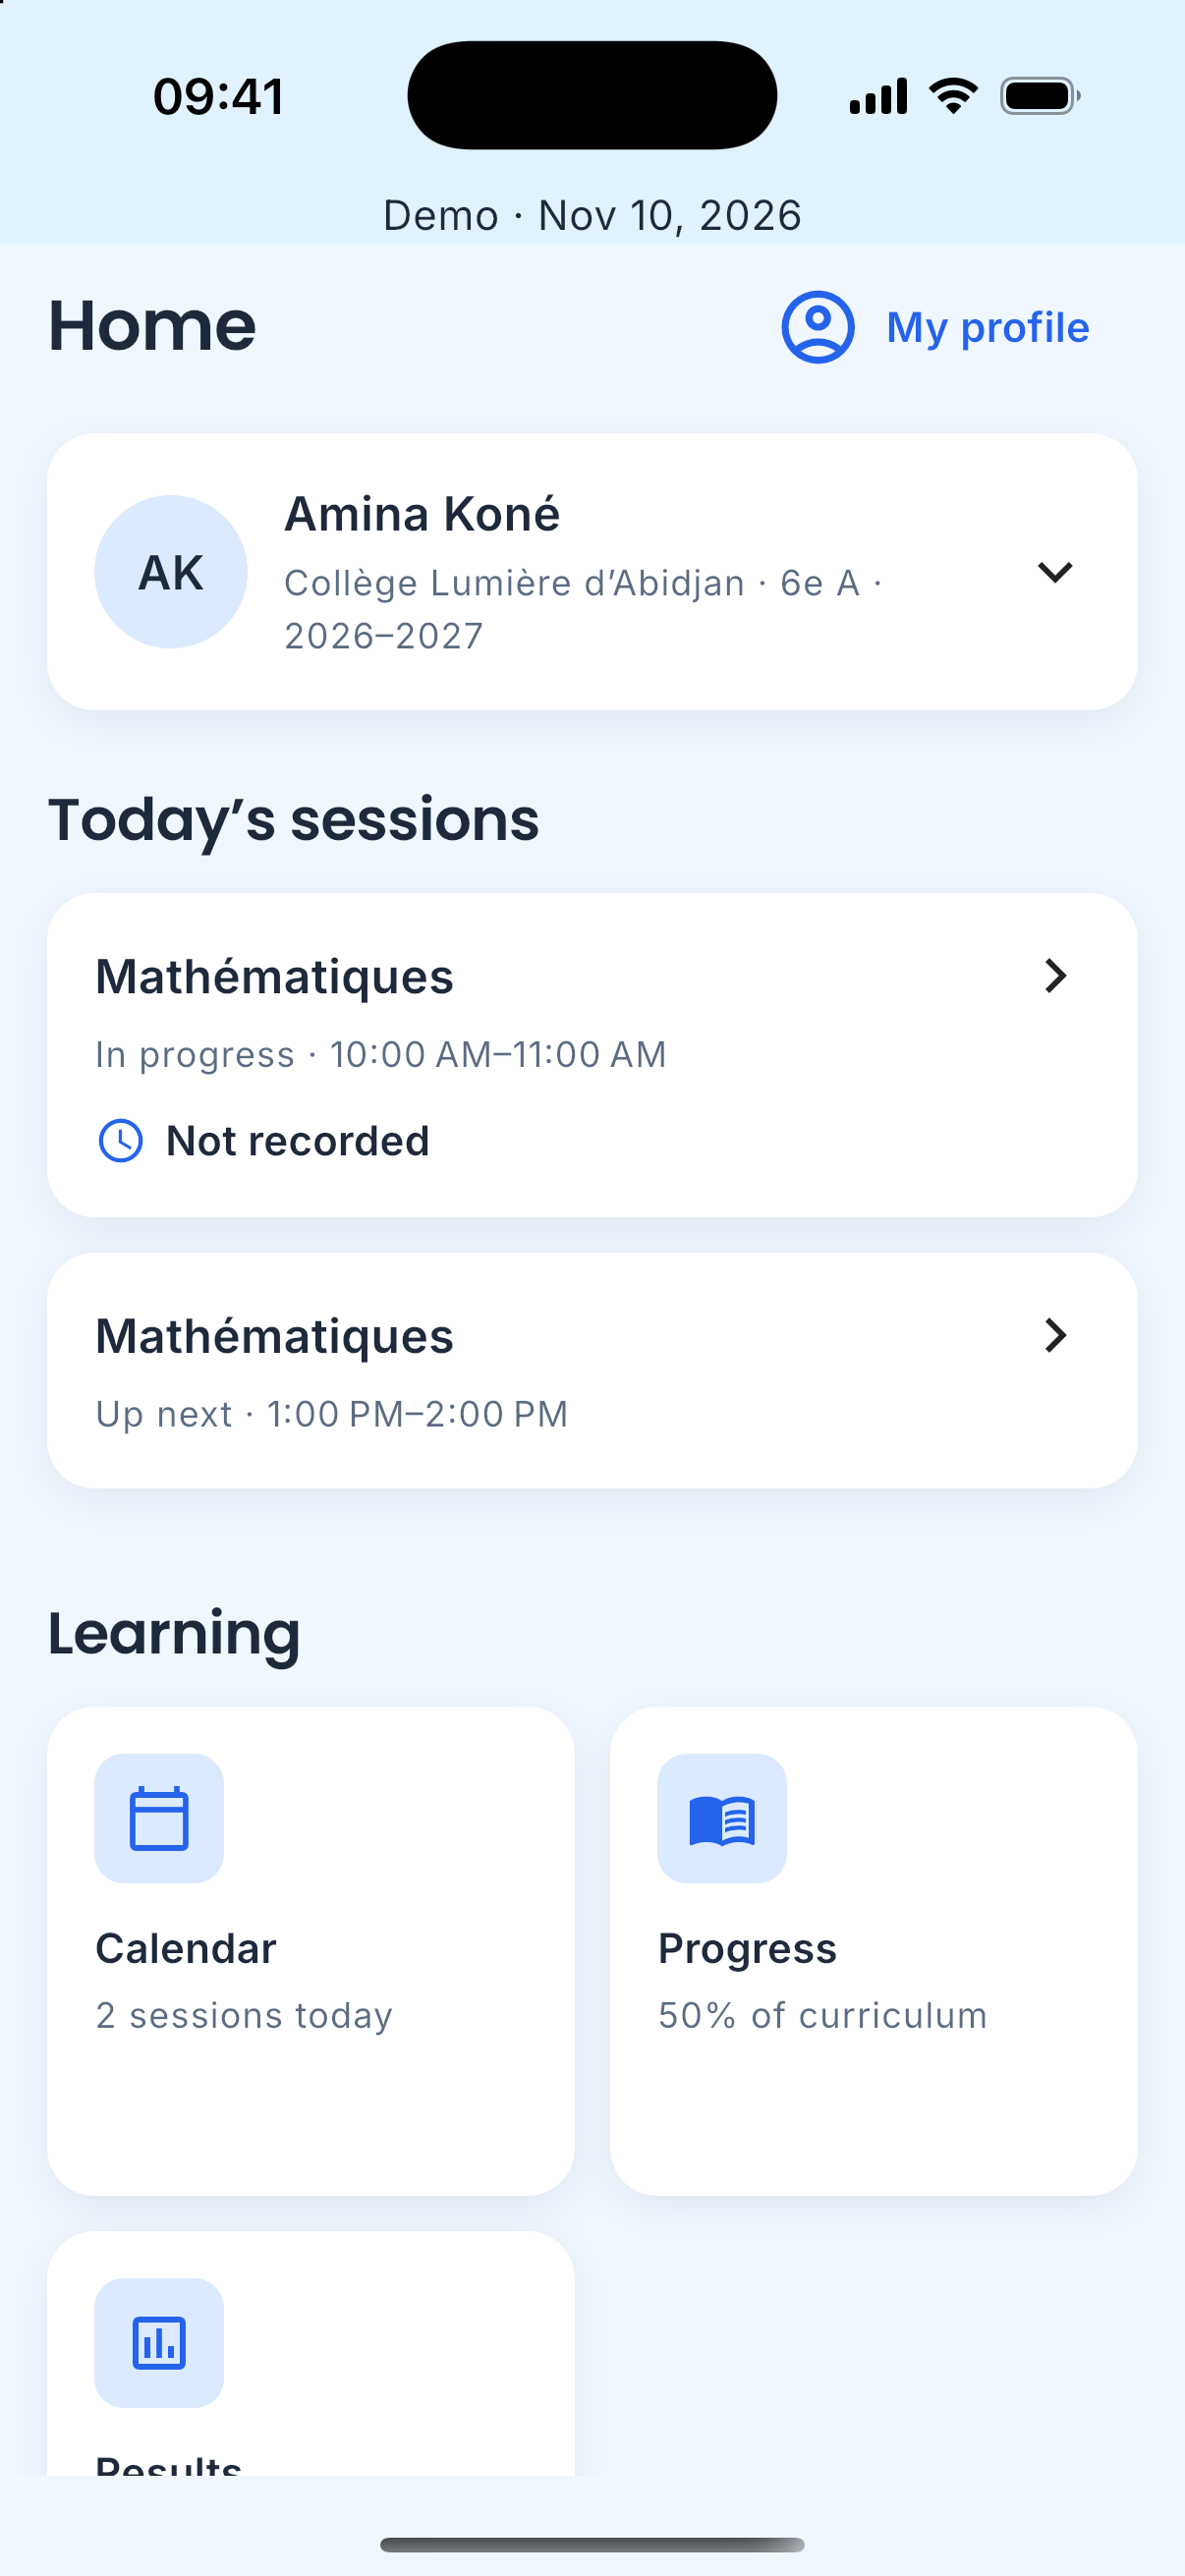 09:41
Demo · Nov 10, 2026
Home
My profile
AK
Amina Koné
Collège Lumière d’Abidjan · 6e A ·
2026–2027
Today’s sessions
Mathématiques
In progress · 10:00 AM–11:00 AM
Not recorded
Mathématiques
Up next · 1:00 PM–2:00 PM
Learning
Calendar
2 sessions today
Progress
50% of curriculum
Results